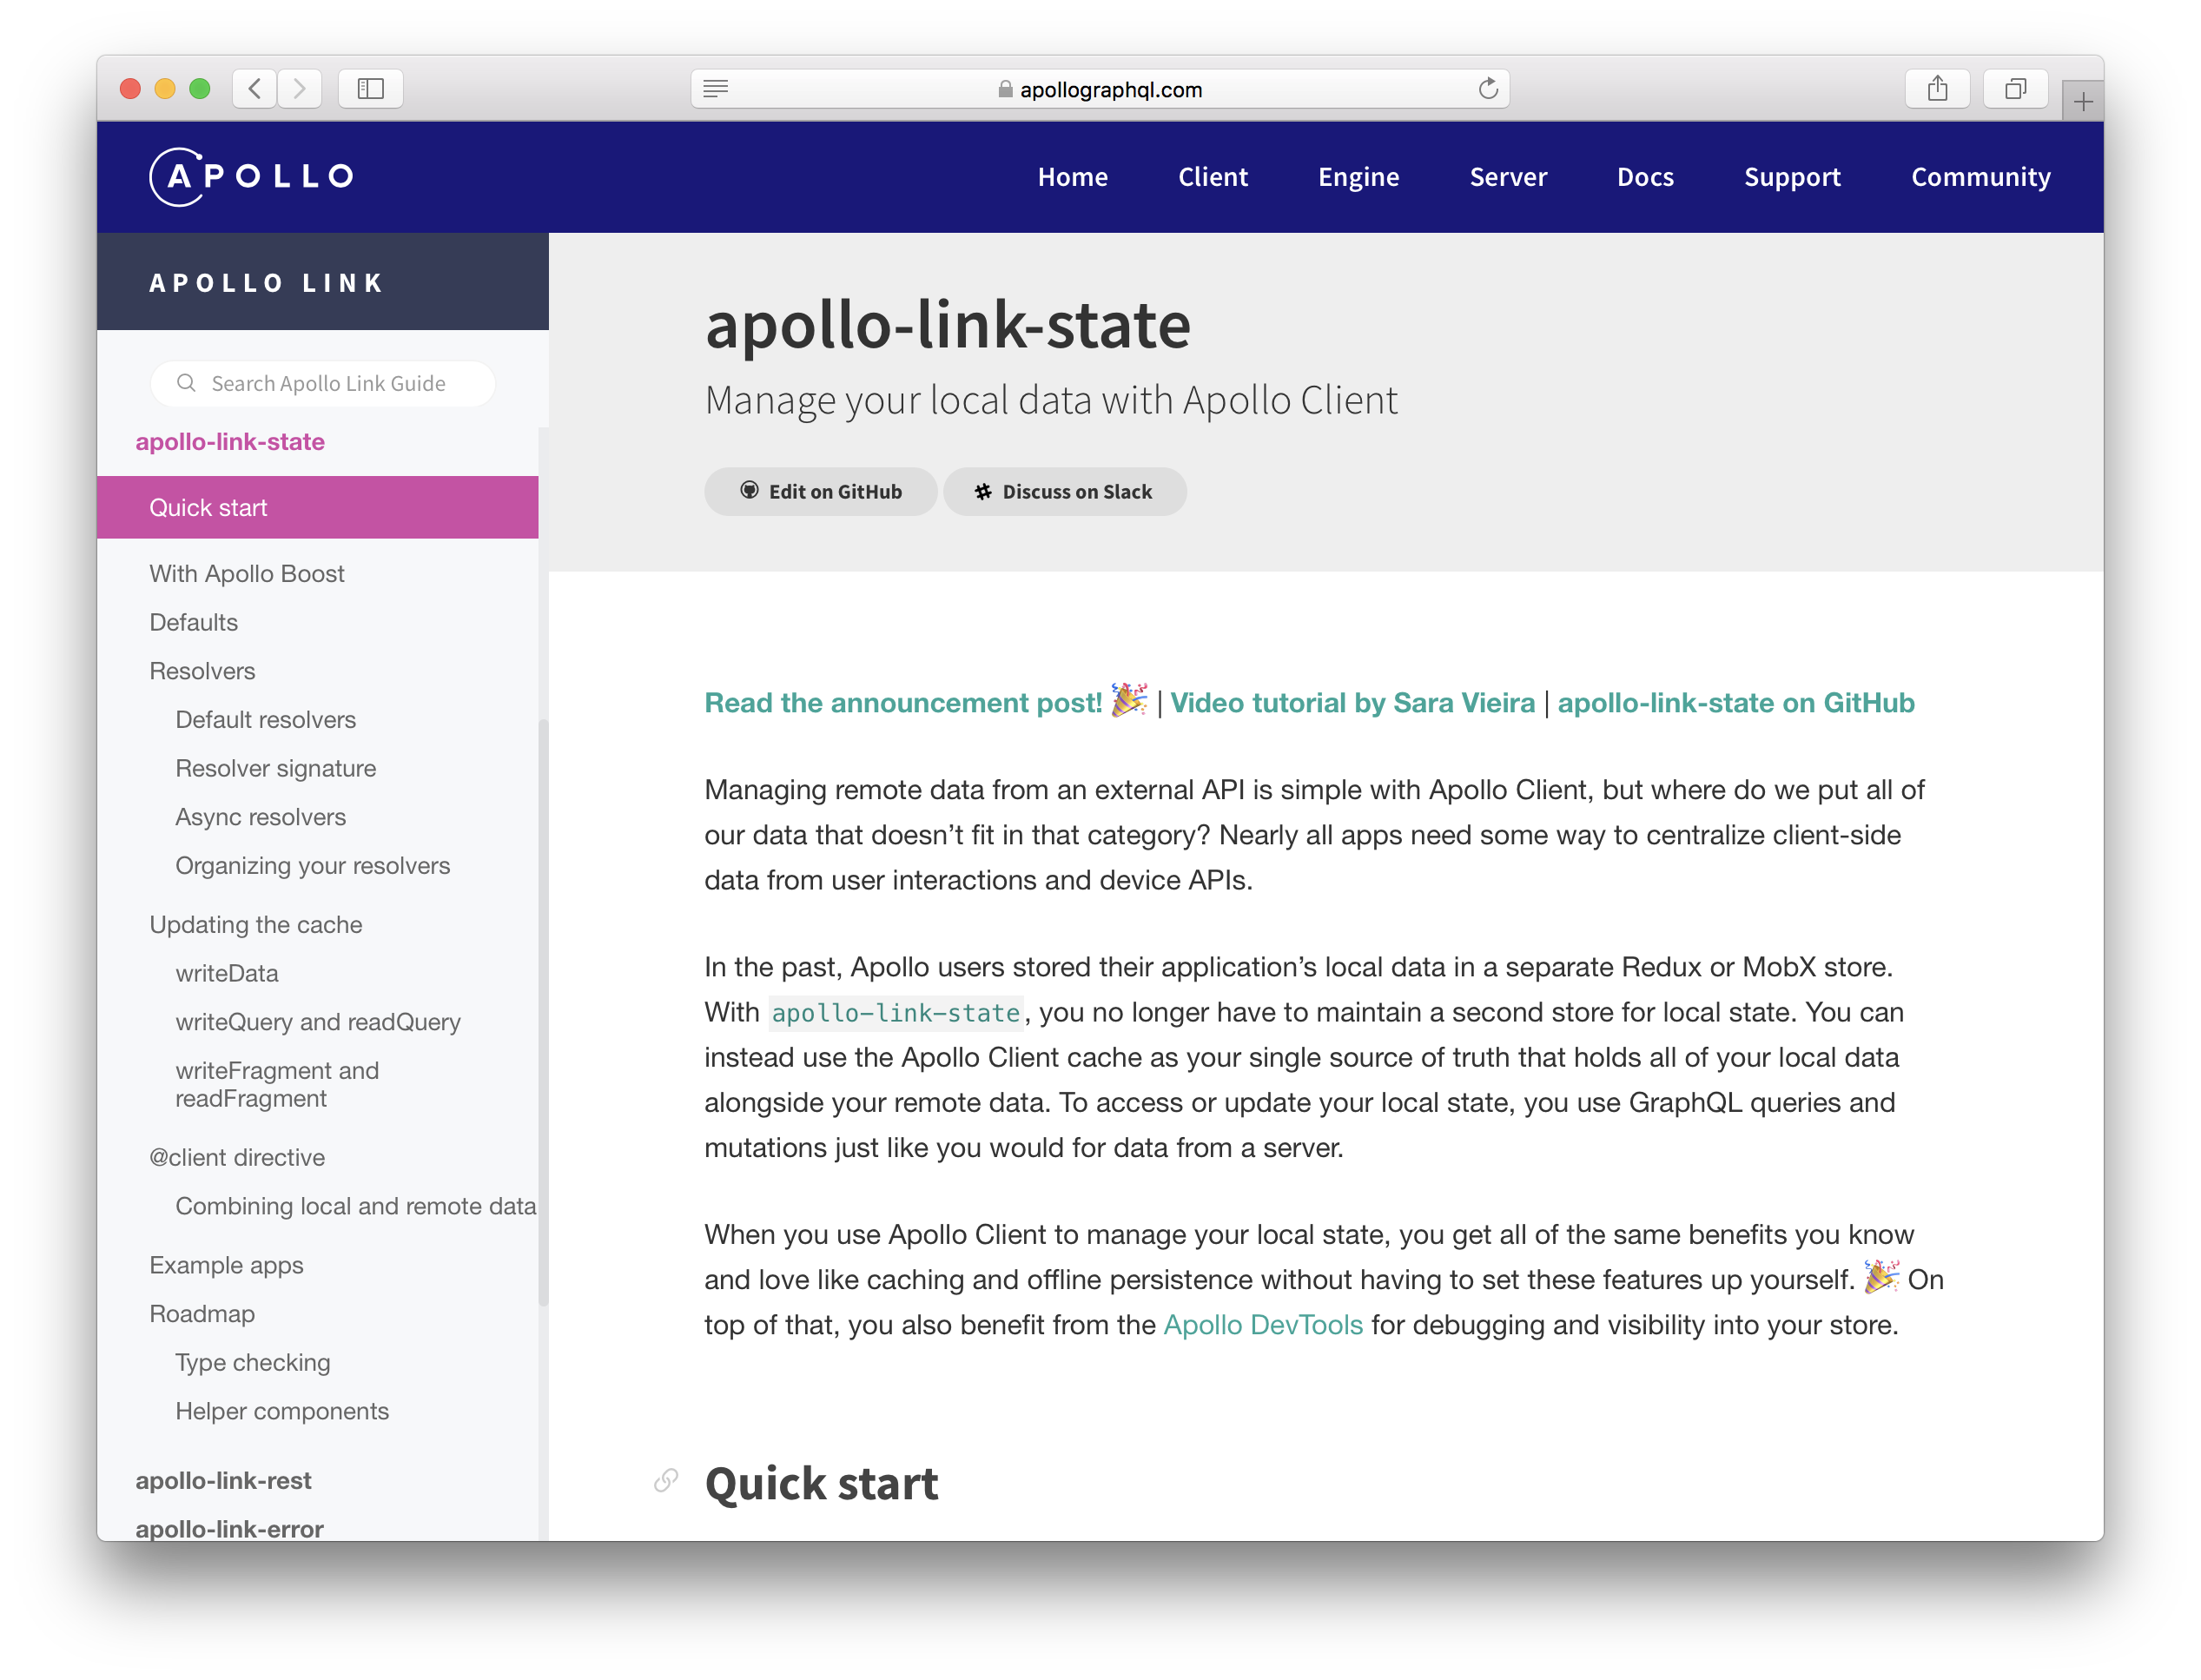 apollographql.com
APOLLO
Home Client Engine Server Docs Support Community
APOLLO LINK
Search Apollo Link Guide
apollo-link-state
Quick start
With Apollo Boost
Defaults
Resolvers
Default resolvers
Resolver signature
Async resolvers
Organizing your resolvers
Updating the cache
writeData
writeQuery and readQuery
writeFragment and
readFragment
@client directive
Combining local and remote data
Example apps
Roadmap
Type checking
Helper components
apollo-link-rest
apollo-link-error
apollo-link-state
Manage your local data with Apollo Client
Edit on GitHub Discuss on Slack
Read the announcement post! 🎉 | Video tutorial by Sara Vieira | apollo-link-state on GitHub
Managing remote data from an external API is simple with Apollo Client, but where do we put all of
our data that doesn’t fit in that category? Nearly all apps need some way to centralize client-side
data from user interactions and device APIs.
In the past, Apollo users stored their application’s local data in a separate Redux or MobX store.
With apollo-link-state, you no longer have to maintain a second store for local state. You can
instead use the Apollo Client cache as your single source of truth that holds all of your local data
alongside your remote data. To access or update your local state, you use GraphQL queries and
mutations just like you would for data from a server.
When you use Apollo Client to manage your local state, you get all of the same benefits you know
and love like caching and offline persistence without having to set these features up yourself. 🎉 On
top of that, you also benefit from the Apollo DevTools for debugging and visibility into your store.
Quick start